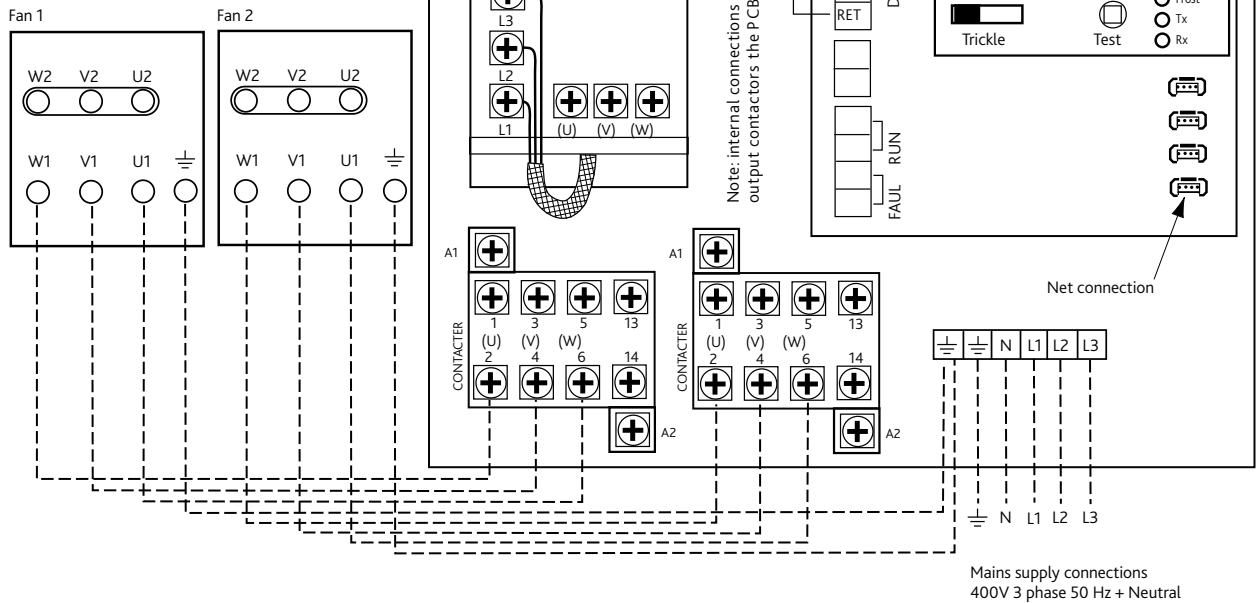 Fan 1
Fan 2
W2 V2 U2
W1 V1 U1
W2 V2 U2
W1 V1 U1
L3
L2
L1
(U) (V) (W)
Note: internal connections
output contactors the PCB
RET
RUN
FAUL
Trickle
Test
Tx
Rx
Net connection
A1
CONTACTER
1 3 5 13
(U) (V) (W)
2 4 6 14
A2
A1
CONTACTER
1 3 5 13
(U) (V) (W)
2 4 6 14
A2
N L1 L2 L3
N L1 L2 L3
Mains supply connections
400V 3 phase 50 Hz + Neutral